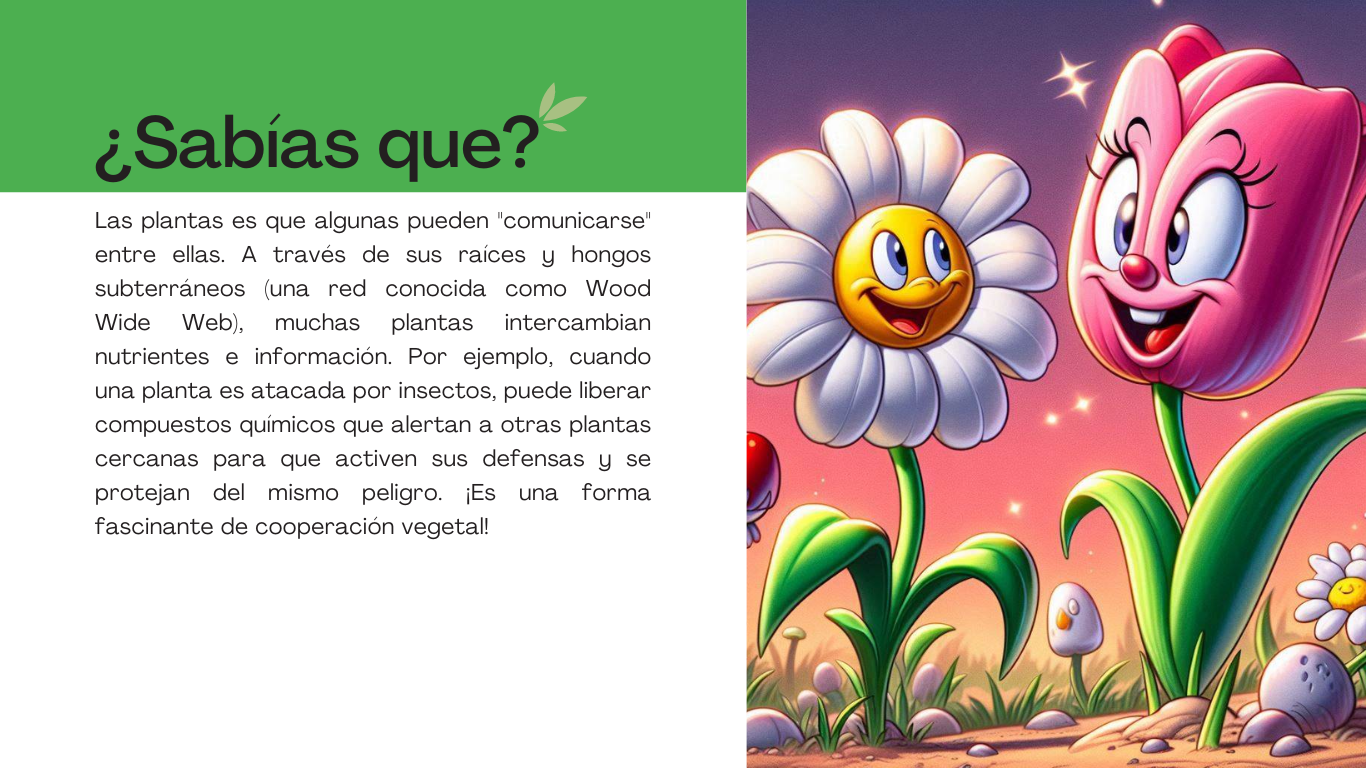 ¿Sabías que?
Las plantas es que algunas pueden "comunicarse"
entre ellas. A través de sus raíces y hongos
subterráneos (una red conocida como Wood
Wide Web), muchas plantas intercambian
nutrientes e información. Por ejemplo, cuando
una planta es atacada por insectos, puede liberar
compuestos químicos que alertan a otras plantas
cercanas para que activen sus defensas y se
protejan del mismo peligro. ¡Es una forma
fascinante de cooperación vegetal!